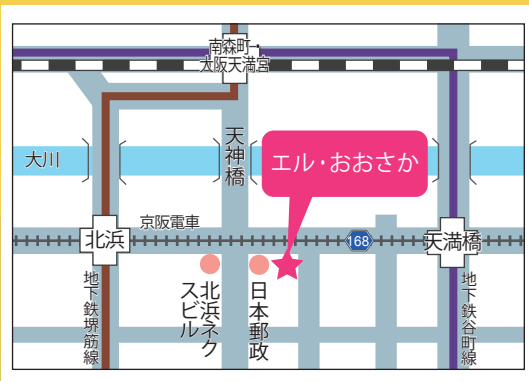 南森町・
大阪天満宮
大川
天神橋
エル・おおさか
京阪電車
北浜
168
天満橋
地下鉄堺筋線
北浜ネク
スビル
日本郵政
地下鉄谷町線